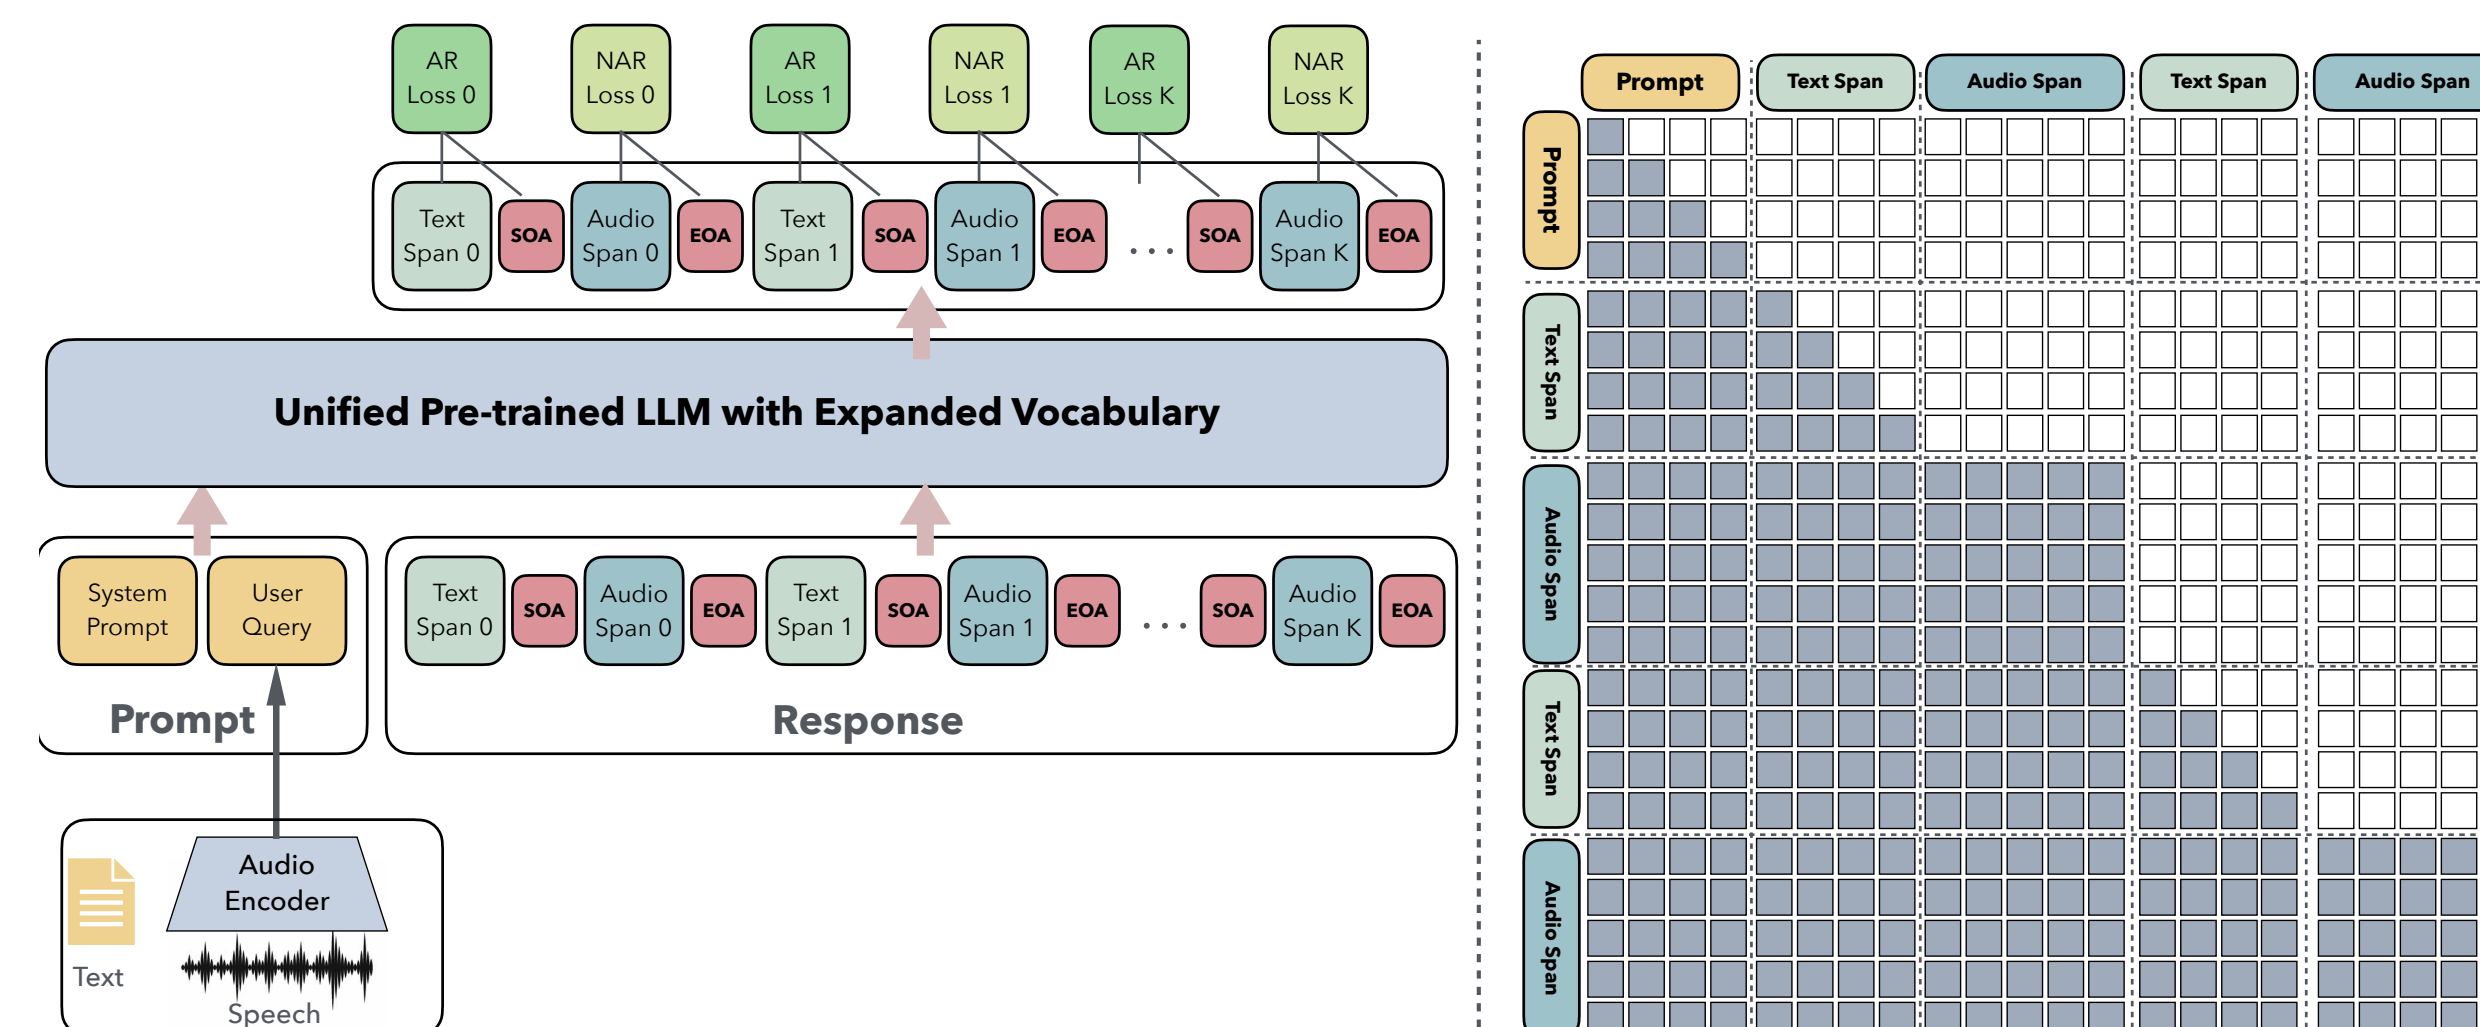 AR
Loss 0
NAR
Loss 0
AR
Loss 1
NAR
Loss 1
AR
Loss K
NAR
Loss K
Text
Span 0
SOA
Audio
Span 0
EOA
Text
Span 1
SOA
Audio
Span 1
EOA
...
SOA
Audio
Span K
EOA
Unified Pre-trained LLM with Expanded Vocabulary
System
Prompt
User
Query
Prompt
Text
Span 0
SOA
Audio
Span 0
EOA
Text
Span 1
SOA
Audio
Span 1
EOA
...
SOA
Audio
Span K
EOA
Response
Audio
Encoder
Text
Speech
Prompt
Text Span
Audio Span
Text Span
Audio Span
Prompt
Text Span
Audio Span
Text Span
Audio Span